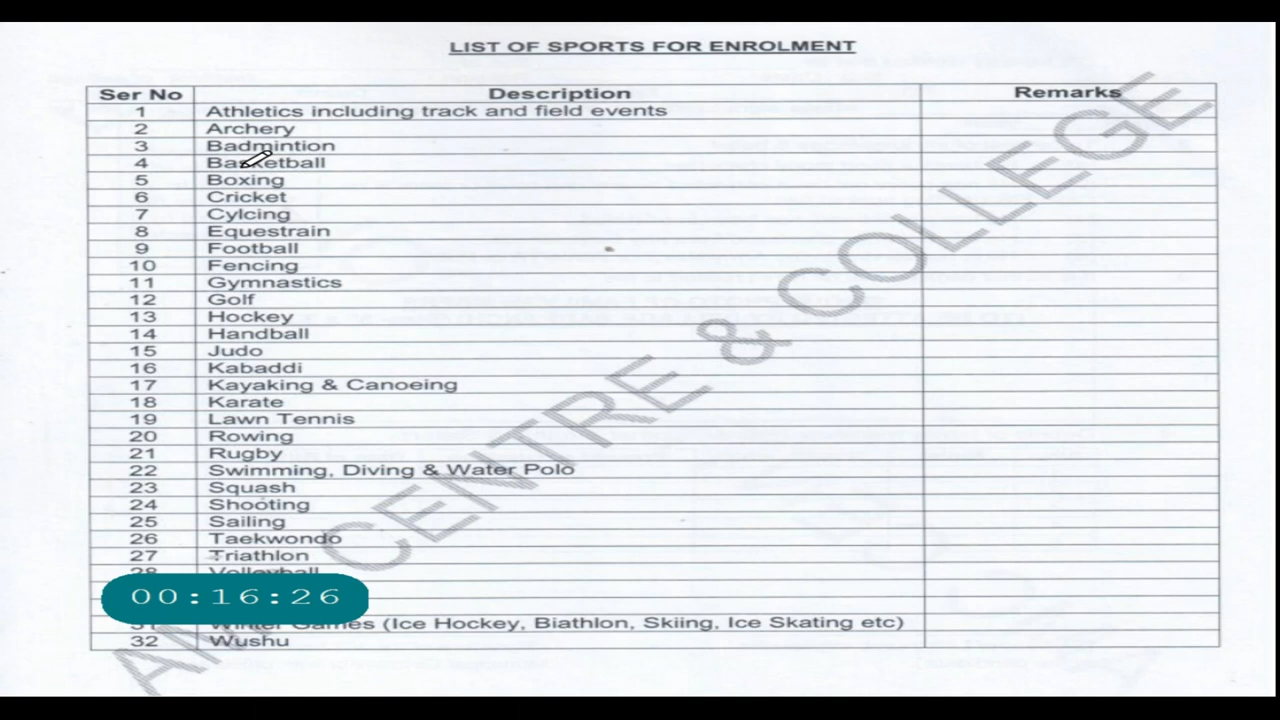 LIST OF SPORTS FOR ENROLMENT
Ser No Description Remarks
1 Athletics including track and field events
2 Archery
3 Badmintion
4 Basketball
5 Boxing
6 Cricket
7 Cylcing
8 Equestrain
9 Football
10 Fencing
11 Gymnastics
12 Golf
13 Hockey
14 Handball
15 Judo
16 Kabaddi
17 Kayaking & Canoeing
18 Karate
19 Lawn Tennis
20 Rowing
21 Rugby
22 Swimming, Diving & Water Polo
23 Squash
24 Shooting
25 Sailing
26 Taekwondo
27 Triathlon
28 Volleyball
00:16:26
31 Winter Games (Ice Hockey, Biathlon, Skiing, Ice Skating etc)
32 Wushu
CENTRE & COLLEGE